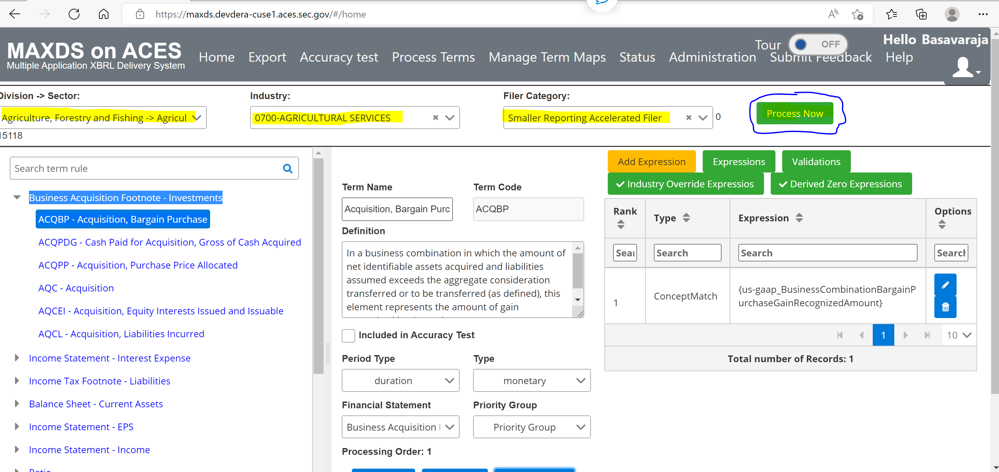 https://maxds.devdera-cuse1.aces.sec.gov/#/home
MAXDS on ACES
Multiple Application XBRL Delivery System
Home Export Accuracy test Process Terms Manage Term Maps Status Administration Submit Feedback Help
Tour OFF
Hello Basavaraja
Division -> Sector: Industry: Filer Category:
Agriculture, Forestry and Fishing -> Agricul 0700-AGRICULTURAL SERVICES Smaller Reporting Accelerated Filer 0 Process Now
15118
Search term rule
Business Acquisition Footnote - Investments
ACQBP - Acquisition, Bargain Purchase
ACQPDG - Cash Paid for Acquisition, Gross of Cash Acquired
ACQPP - Acquisition, Purchase Price Allocated
AQC - Acquisition
AQCEI - Acquisition, Equity Interests Issued and Issuable
AQCL - Acquisition, Liabilities Incurred
Income Statement - Interest Expense
Income Tax Footnote - Liabilities
Balance Sheet - Current Assets
Income Statement - EPS
Income Statement - Income
Term Name Term Code
Acquisition, Bargain Purc ACQBP
Definition
In a business combination in which the amount of
net identifiable assets acquired and liabilities
assumed exceeds the aggregate consideration
transferred or to be transferred (as defined), this
element represents the amount of gain
Included in Accuracy Test
Period Type Type
duration monetary
Financial Statement Priority Group
Business Acquisition Priority Group
Processing Order: 1
Add Expression Expressions Validations
Industry Override Expressios Derived Zero Expressions
Rank Type Expression Options
Sear Search Search Search
1 ConceptMatch {us-gaap_BusinessCombinationBargainP
urchaseGainRecognizedAmount}
1 10
Total number of Records: 1